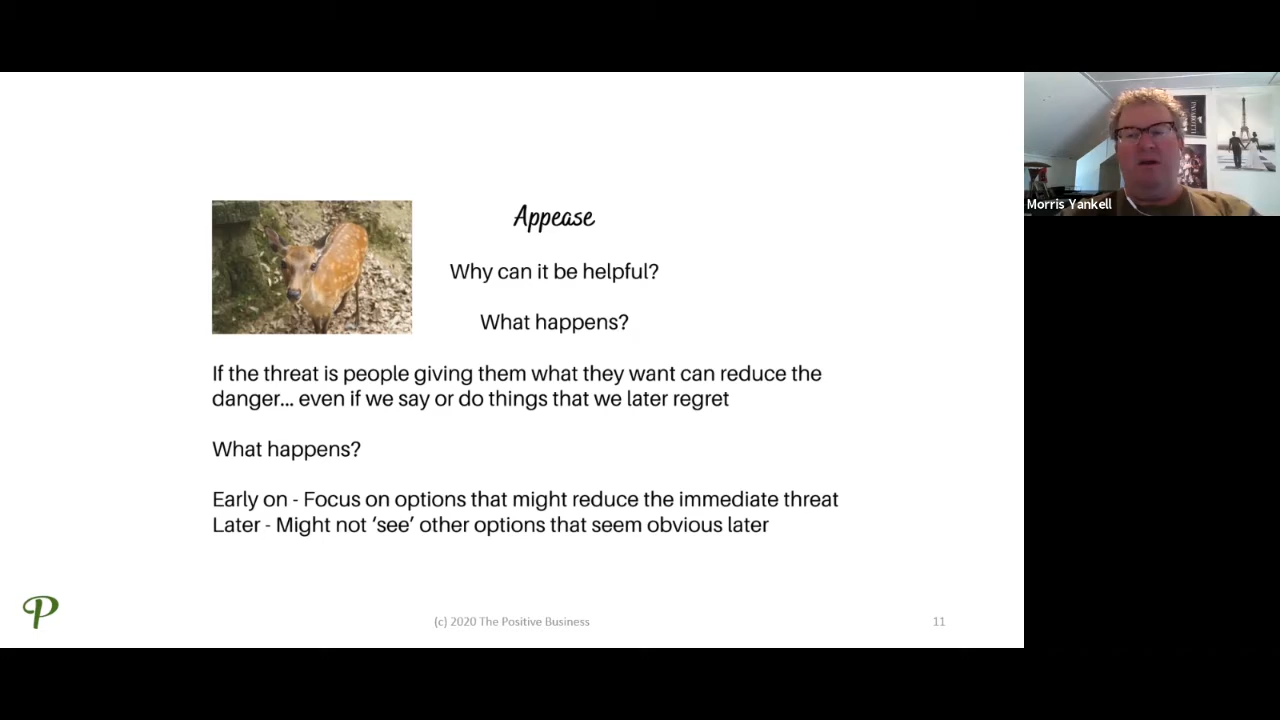 Appease
Why can it be helpful?
What happens?
If the threat is people giving them what they want can reduce the
danger... even if we say or do things that we later regret
What happens?
Early on - Focus on options that might reduce the immediate threat
Later - Might not ‘see’ other options that seem obvious later
P
(c) 2020 The Positive Business
11
Morris Yankell